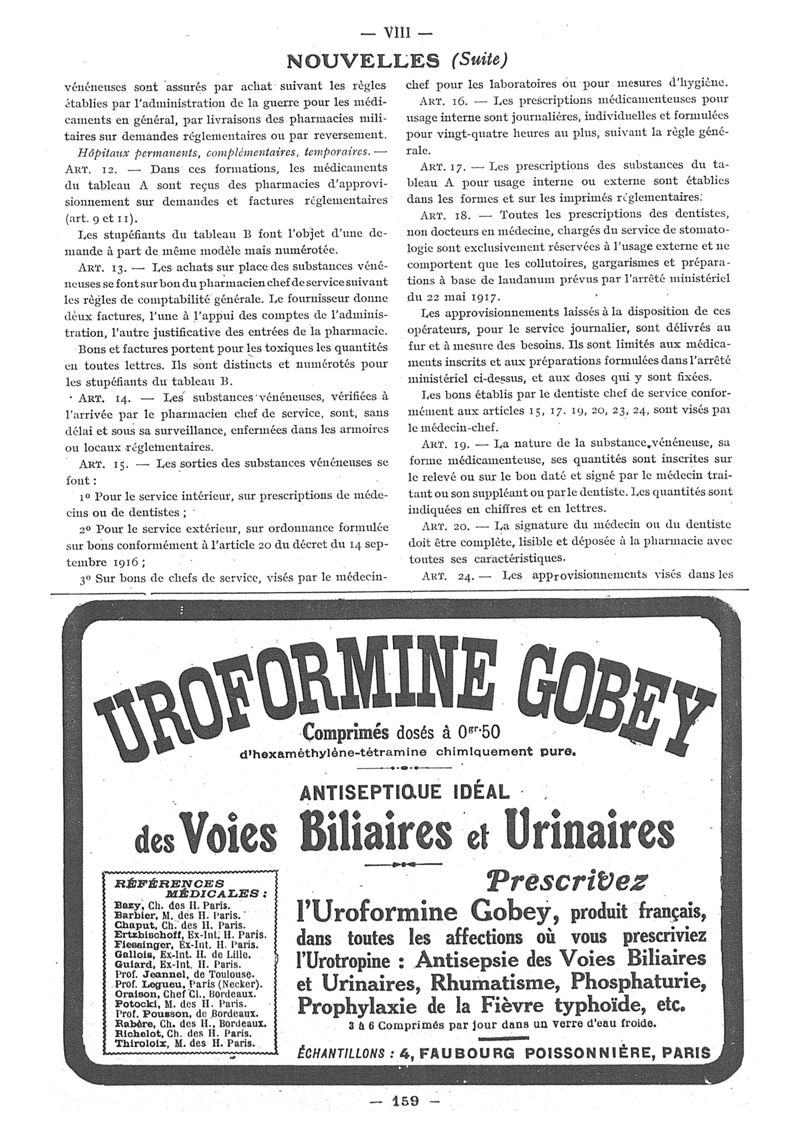 — VIII —
NOUVELLES (Suite)
vénéneuses sont assurés par achat suivant les règles
établies par l'administration de la guerre pour les médi-
caments en général, par livraisons des pharmacies mili-
taires sur demandes réglementaires ou par reversement.
Hôpitaux permanents, complémentaires, temporaires. —
ART. 12. — Dans ces formations, les médicaments
du tableau A sont reçus des pharmacies d'approvi-
sionnement sur demandes et factures réglementaires
(art. 9 et 11).
Les stupéfiants du tableau B font l'objet d'une de-
mande à part de même modèle mais numérotée.
ART. 13. — Les achats sur place des substances véné-
neuses se font sur bon du pharmacien chef de service suivant
les règles de comptabilité générale. Le fournisseur donne
deux factures, l'une à l'appui des comptes de l'adminis-
tration, l'autre justificative des entrées de la pharmacie.
Bons et factures portent pour les toxiques les quantités
en toutes lettres. Ils sont distincts et numérotés pour
les stupéfiants du tableau B.
ART. 14. — Les substances vénéneuses, vérifiées à
l'arrivée par le pharmacien chef de service, sont, sans
délai et sous sa surveillance, enfermées dans les armoires
ou locaux réglementaires.
ART. 15. — Les sorties des substances vénéneuses se
font :
1º Pour le service intérieur, sur prescriptions de méde-
cins ou de dentistes ;
2º Pour le service extérieur, sur ordonnance formulée
sur bons conformément à l'article 20 du décret du 14 sep-
tembre 1916 ;
3º Sur bons de chefs de service, visés par le médecin-
chef pour les laboratoires ou pour mesures d'hygiène.
ART. 16. — Les prescriptions médicamenteuses pour
usage interne sont journalières, individuelles et formulées
pour vingt-quatre heures au plus, suivant la règle géné-
rale.
ART. 17. — Les prescriptions des substances du ta-
bleau A pour usage interne ou externe sont établies
dans les formes et sur les imprimés réglementaires.
ART. 18. — Toutes les prescriptions des dentistes,
non docteurs en médecine, chargés du service de stomato-
logie sont exclusivement réservées à l'usage externe et ne
comportent que les collutoires, gargarismes et prépara-
tions à base de laudanum prévus par l'arrêté ministériel
du 22 mai 1917.
Les approvisionnements laissés à la disposition de ces
opérateurs, pour le service journalier, sont délivrés au
fur et à mesure des besoins. Ils sont limités aux médica-
ments inscrits et aux préparations formulées dans l'arrêté
ministériel ci-dessus, et aux doses qui y sont fixées.
Les bons établis par le dentiste chef de service confor-
mément aux articles 15, 17. 19, 20, 23, 24, sont visés par
le médecin-chef.
ART. 19. — La nature de la substance vénéneuse, sa
forme médicamenteuse, ses quantités sont inscrites sur
le relevé ou sur le bon daté et signé par le médecin trai-
tant ou son suppléant ou par le dentiste. Les quantités sont
indiquées en chiffres et en lettres.
ART. 20. — La signature du médecin ou du dentiste
doit être complète, lisible et déposée à la pharmacie avec
toutes ses caractéristiques.
ART. 24. — Les approvisionnements visés dans les
UROFORMINE GOBEY
Comprimés dosés à 0gr.50
d'hexaméthylène-tétramine chimiquement pure.
ANTISEPTIQUE IDÉAL
des Voies Biliaires et Urinaires
RÉFÉRENCES
MÉDICALES :
Bazy, Ch. des H. Paris.
Barbier, M. des H. Paris.
Chaput, Ch. des H. Paris.
Ertzbischoff, Ex-Int. H. Paris.
Fiessinger, Ex-Int. H. Paris.
Gallois, Ex-Int. H. de Lille.
Guiard, Ex-Int. H. Paris.
Prof. Jeannel, de Toulouse.
Prof. Legueu, Paris (Necker).
Oraison, Chef Cl., Bordeaux.
Potocki, M. des H. Paris.
Prof. Pousson, de Bordeaux.
Rabère, Ch. des H., Bordeaux.
Richelot, Ch. des H. Paris.
Thiroloix, M. des H. Paris.
Prescrivez
l'Uroformine Gobey, produit français,
dans toutes les affections où vous prescriviez
l'Urotropine : Antisepsie des Voies Biliaires
et Urinaires, Rhumatisme, Phosphaturie,
Prophylaxie de la Fièvre typhoïde, etc.
3 à 6 Comprimés par jour dans un verre d'eau froide.
ÉCHANTILLONS : 4, FAUBOURG POISSONNIÈRE, PARIS
— 159 —